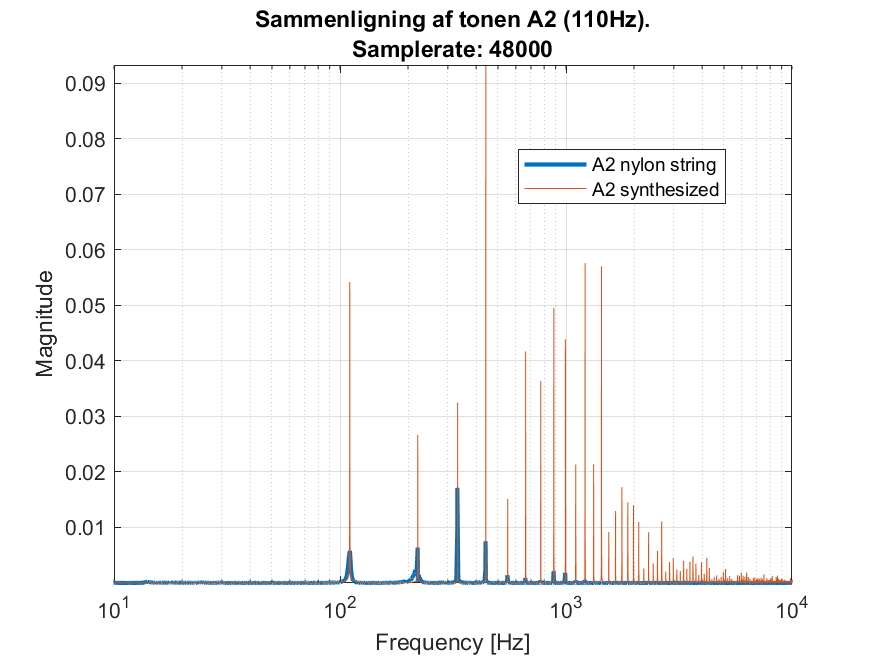 Sammenligning af tonen A2 (110Hz).
Samplerate: 48000
0.09
0.08
0.07
0.06
0.05
0.04
0.03
0.02
0.01
0
Magnitude
A2 nylon string
A2 synthesized
10^1
10^2
10^3
10^4
Frequency [Hz]